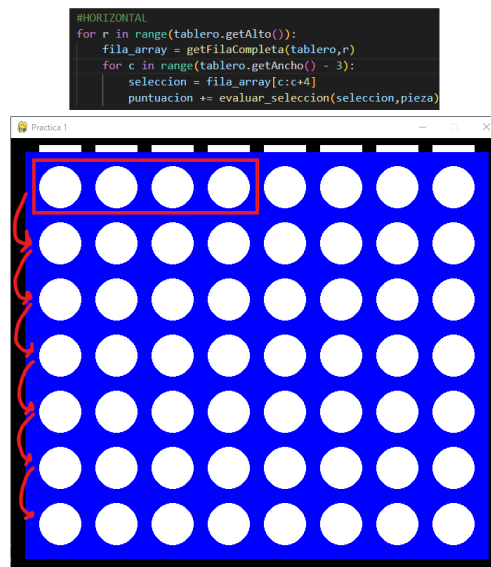 #HORIZONTAL
for r in range(tablero.getAlto()):
fila_array = getFilaCompleta(tablero,r)
for c in range(tablero.getAncho() - 3):
seleccion = fila_array[c:c+4]
puntuacion += evaluar_seleccion(seleccion,pieza)
Practica 1